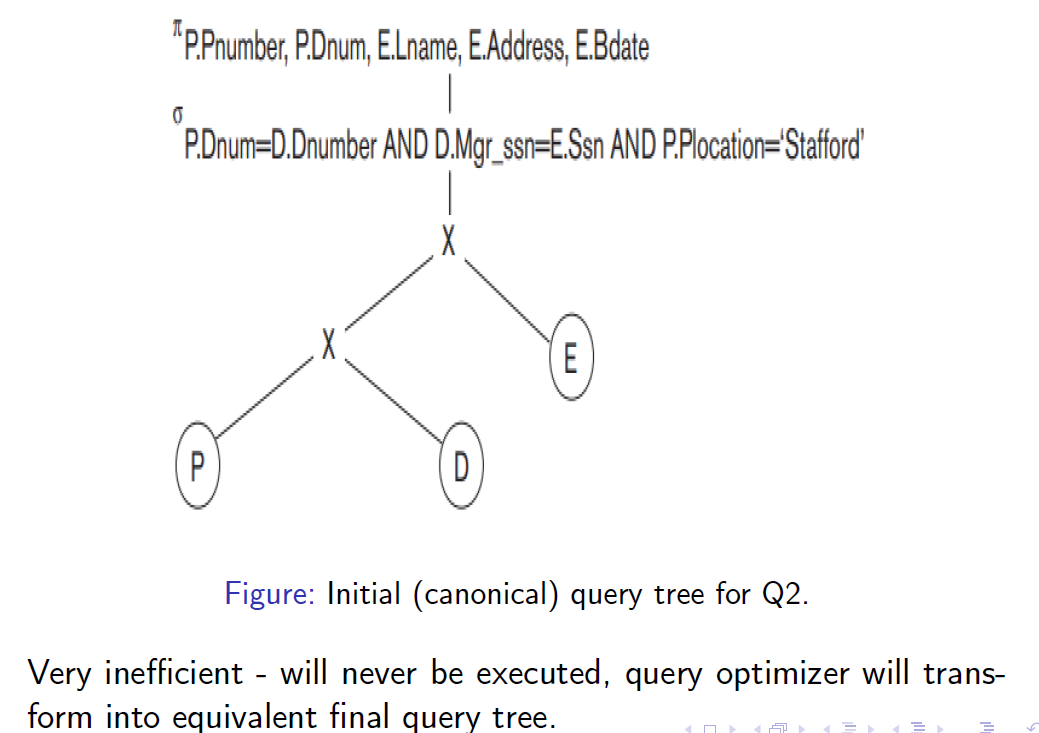 π
P.Pnumber, P.Dnum, E.Lname, E.Address, E.Bdate
σ
P.Dnum=D.Dnumber AND D.Mgr_ssn=E.Ssn AND P.Plocation=‘Stafford’
X
X
E
P
D
Figure: Initial (canonical) query tree for Q2.
Very inefficient - will never be executed, query optimizer will trans-
form into equivalent final query tree.